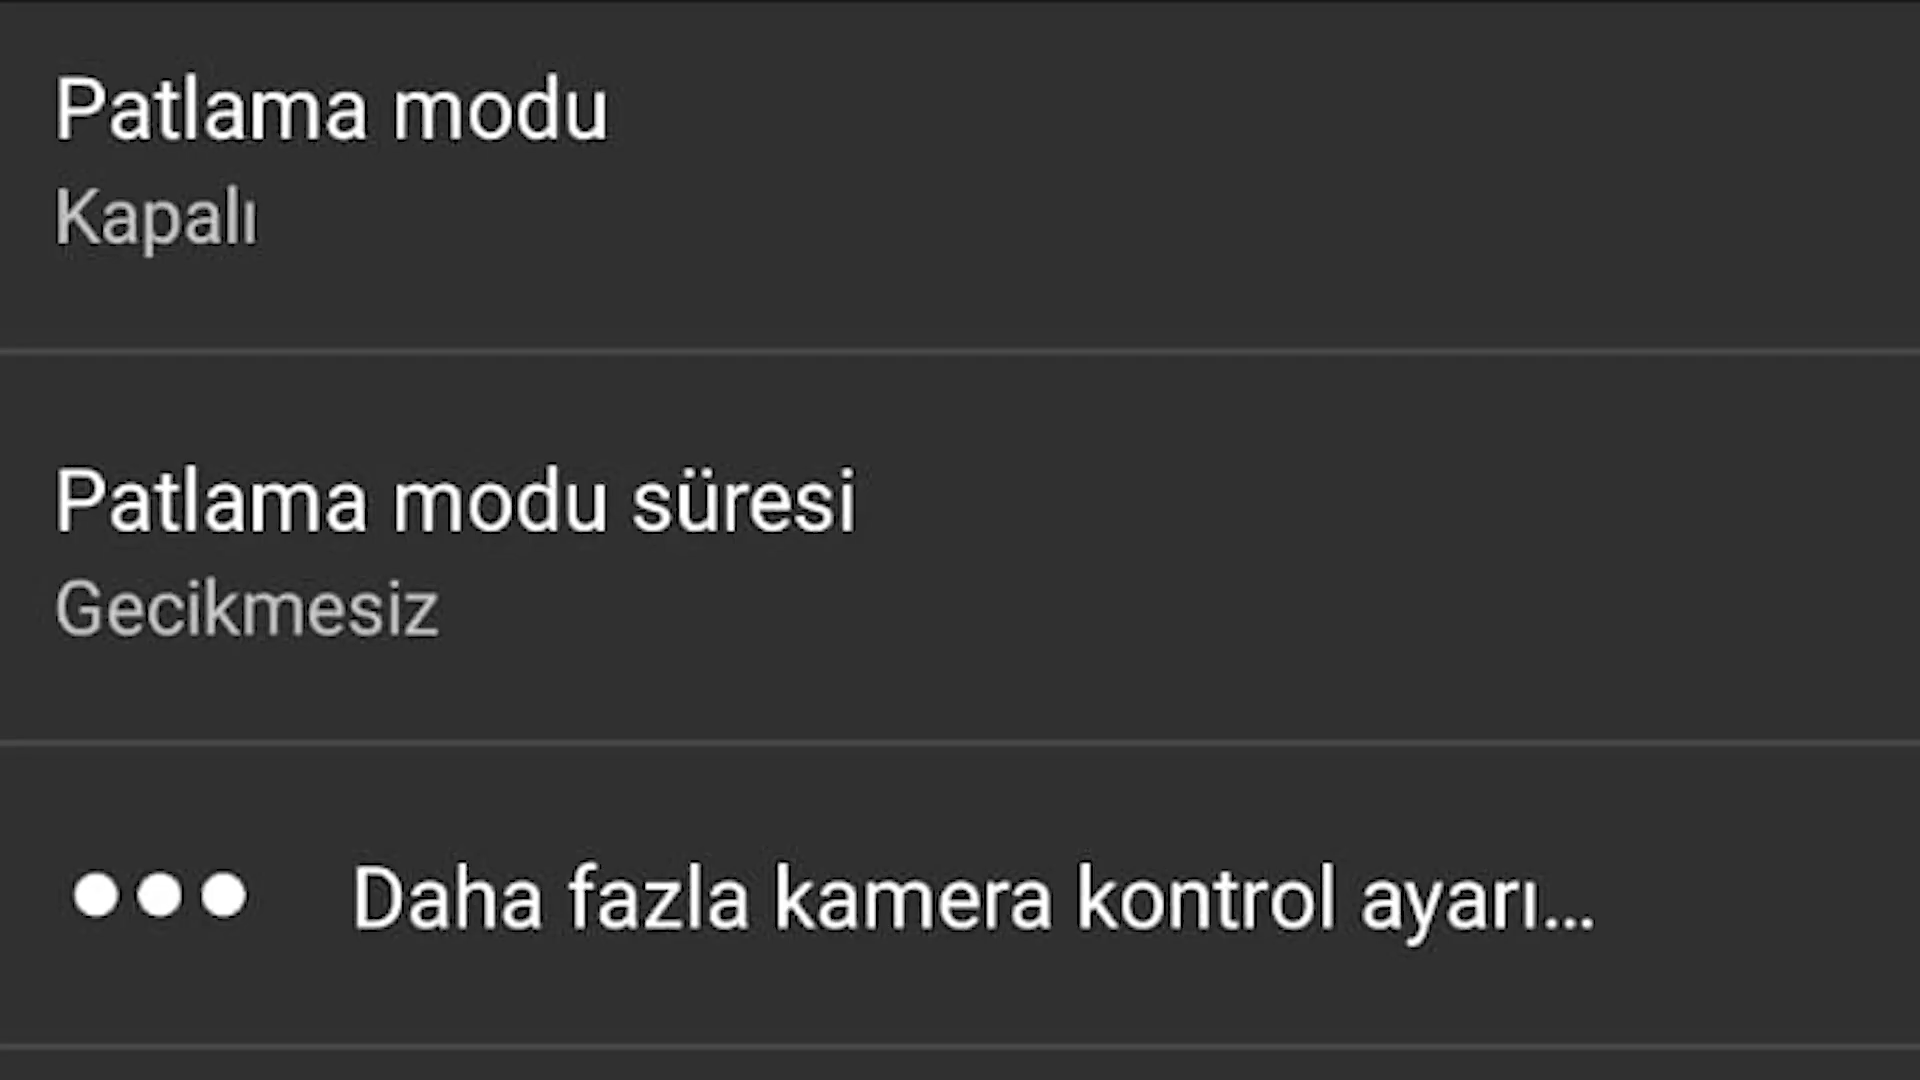 Patlama modu
Kapalı
Patlama modu süresi
Gecikmesiz
Daha fazla kamera kontrol ayarı...